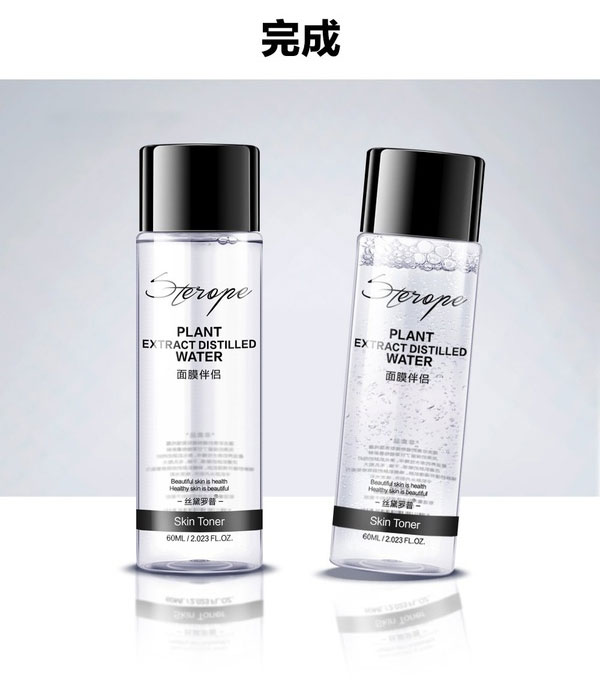 完成
Sterope
PLANT
EXTRACT DISTILLED
WATER
面膜伴侣
Beautiful skin is health
Healthy skin is beautiful
– 丝黛罗普 –
Skin Toner
60ML / 2.023 FL.OZ.
Sterope
PLANT
EXTRACT DISTILLED
WATER
面膜伴侣
Beautiful skin is health
Healthy skin is beautiful
– 丝黛罗普 –
Skin Toner
60ML / 2.023 FL.OZ.